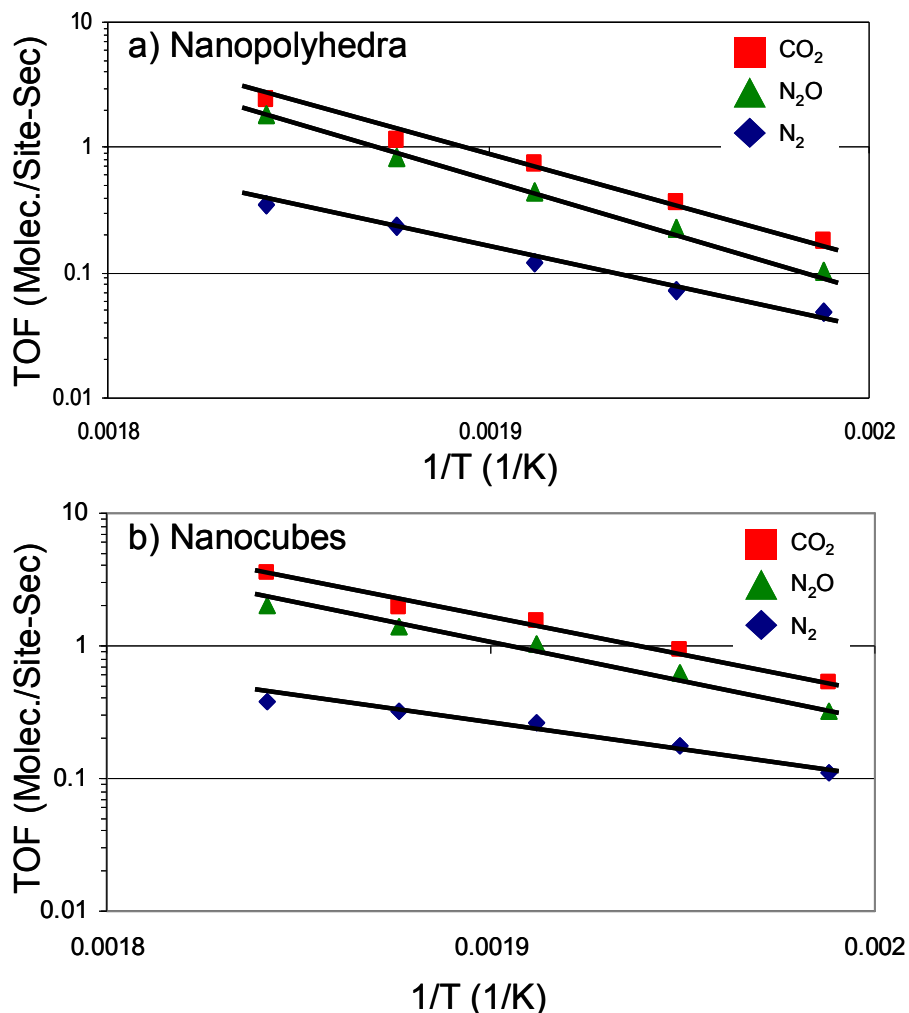 a) Nanopolyhedra
CO₂
N₂O
N₂
TOF (Molec./Site-Sec)
10
1
0.1
0.01
0.0018
0.0019
0.002
1/T (1/K)
b) Nanocubes
CO₂
N₂O
N₂
TOF (Molec./Site-Sec)
10
1
0.1
0.01
0.0018
0.0019
0.002
1/T (1/K)